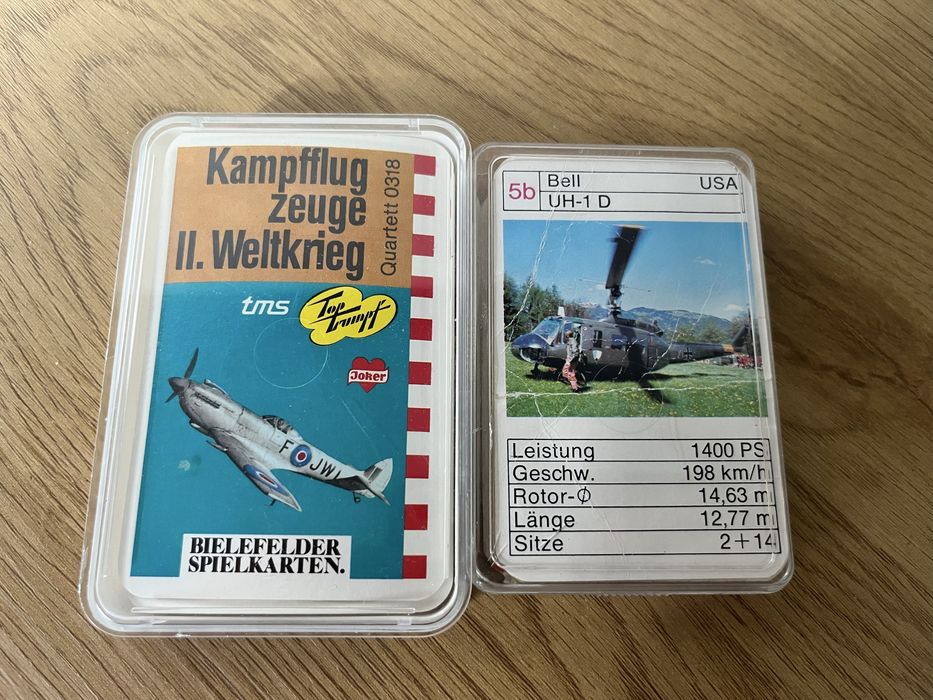 Kampfflug
zeuge
II. Weltkrieg
Quartett 0318
tms
Top
Trumpf
Joker
F JW
BIELEFELDER
SPIELKARTEN.
5b
Bell USA
UH-1 D
Leistung 1400 PS
Geschw. 198 km/h
Rotor-∅ 14,63 m
Länge 12,77 m
Sitze 2+14